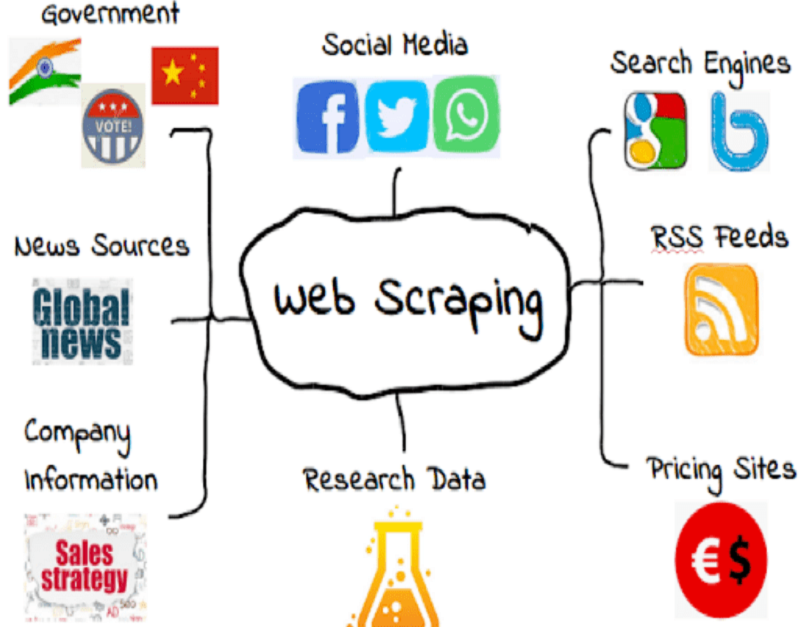 Government
VOTE!
Social Media
f
Search Engines
g
b
News Sources
Global
news
RSS Feeds
Web Scraping
Company
Information
Sales
strategy
Research Data
Pricing Sites
€$